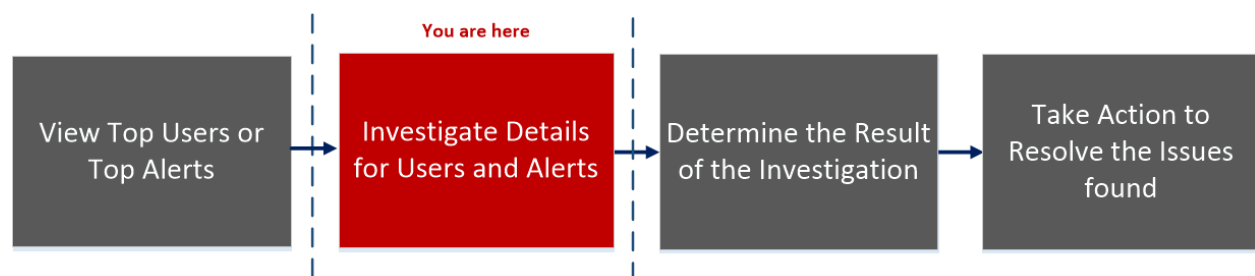 You are here
View Top Users or
Top Alerts
Investigate Details
for Users and Alerts
Determine the Result
of the Investigation
Take Action to
Resolve the Issues
found